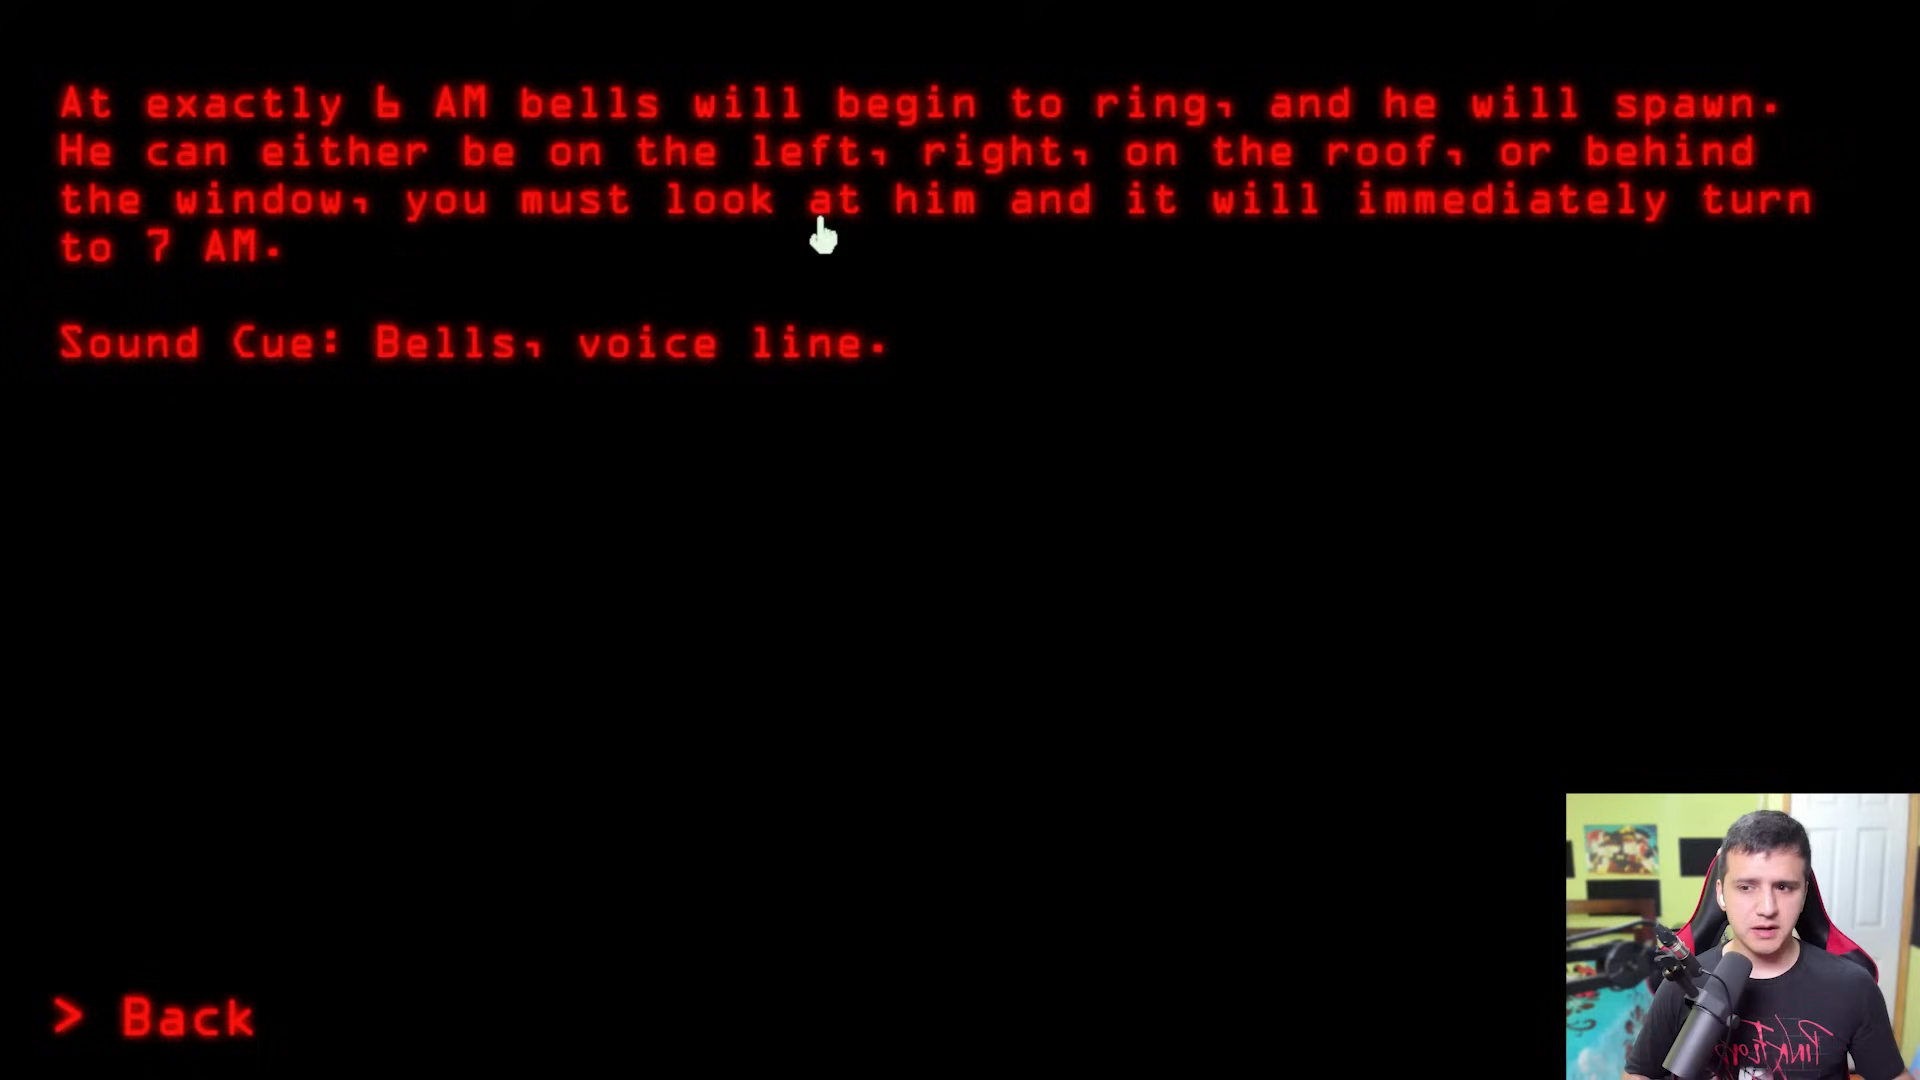 At exactly 6 AM bells will begin to ring, and he will spawn.
He can either be on the left, right, on the roof, or behind
the window, you must look at him and it will immediately turn
to 7 AM.
Sound Cue: Bells, voice line.
> Back
Pink Floyd